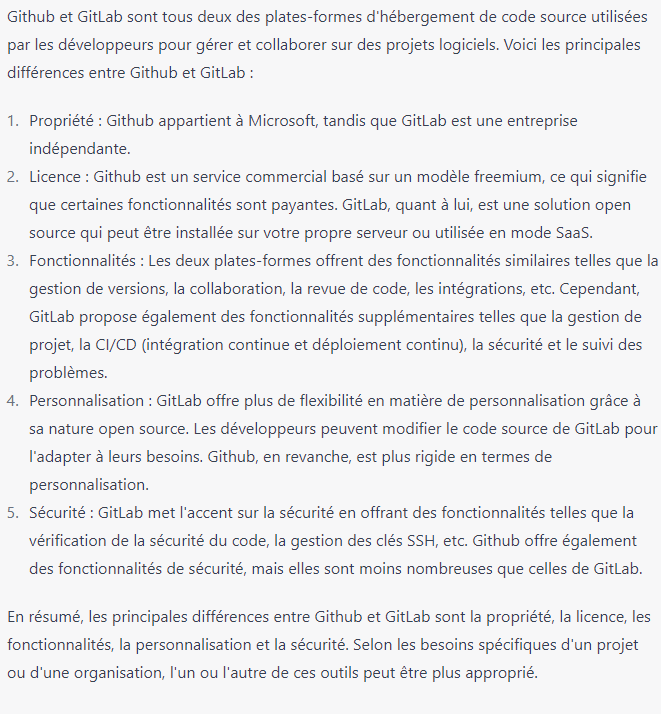 Github et GitLab sont tous deux des plates-formes d'hébergement de code source utilisées
par les développeurs pour gérer et collaborer sur des projets logiciels. Voici les principales
différences entre Github et GitLab :
1. Propriété : Github appartient à Microsoft, tandis que GitLab est une entreprise
indépendante.
2. Licence : Github est un service commercial basé sur un modèle freemium, ce qui signifie
que certaines fonctionnalités sont payantes. GitLab, quant à lui, est une solution open
source qui peut être installée sur votre propre serveur ou utilisée en mode SaaS.
3. Fonctionnalités : Les deux plates-formes offrent des fonctionnalités similaires telles que la
gestion de versions, la collaboration, la revue de code, les intégrations, etc. Cependant,
GitLab propose également des fonctionnalités supplémentaires telles que la gestion de
projet, la CI/CD (intégration continue et déploiement continu), la sécurité et le suivi des
problèmes.
4. Personnalisation : GitLab offre plus de flexibilité en matière de personnalisation grâce à
sa nature open source. Les développeurs peuvent modifier le code source de GitLab pour
l'adapter à leurs besoins. Github, en revanche, est plus rigide en termes de
personnalisation.
5. Sécurité : GitLab met l'accent sur la sécurité en offrant des fonctionnalités telles que la
vérification de la sécurité du code, la gestion des clés SSH, etc. Github offre également
des fonctionnalités de sécurité, mais elles sont moins nombreuses que celles de GitLab.
En résumé, les principales différences entre Github et GitLab sont la propriété, la licence, les
fonctionnalités, la personnalisation et la sécurité. Selon les besoins spécifiques d'un projet
ou d'une organisation, l'un ou l'autre de ces outils peut être plus approprié.